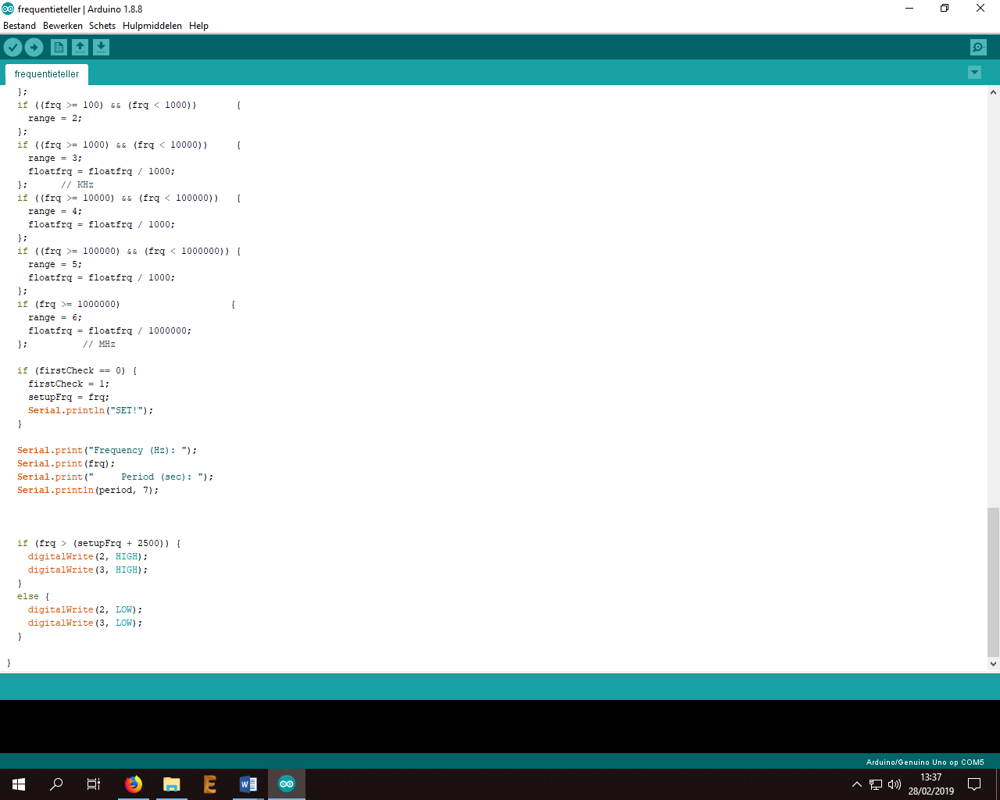 frequentieteller | Arduino 1.8.8
Bestand Bewerken Schets Hulpmiddelen Help
frequentieteller
};
if ((frq >= 100) && (frq < 1000)) {
range = 2;
};
if ((frq >= 1000) && (frq < 10000)) {
range = 3;
floatfrq = floatfrq / 1000;
}; // KHz
if ((frq >= 10000) && (frq < 100000)) {
range = 4;
floatfrq = floatfrq / 1000;
};
if ((frq >= 100000) && (frq < 1000000)) {
range = 5;
floatfrq = floatfrq / 1000;
};
if (frq >= 1000000) {
range = 6;
floatfrq = floatfrq / 1000000;
}; // MHz
if (firstCheck == 0) {
firstCheck = 1;
setupFrq = frq;
Serial.println("SET!");
}
Serial.print("Frequency (Hz): ");
Serial.print(frq);
Serial.print("     Period (sec): ");
Serial.println(period, 7);
if (frq > (setupFrq + 2500)) {
digitalWrite(2, HIGH);
digitalWrite(3, HIGH);
}
else {
digitalWrite(2, LOW);
digitalWrite(3, LOW);
}
}
Arduino/Genuino Uno op COM5
13:37
28/02/2019